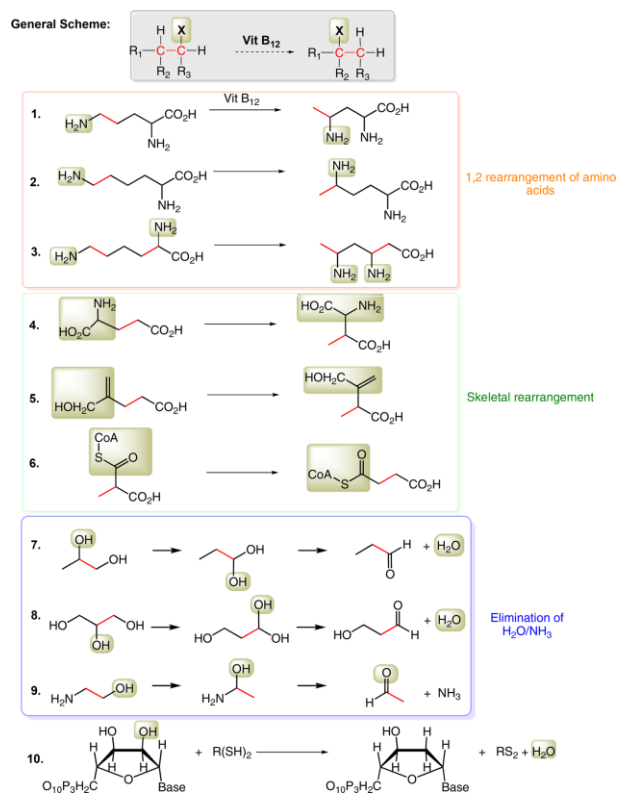 General Scheme:
X
H
R1
C
C
H
R2
R3
Vit B12
X
H
R1
C
C
H
R2
R3
1.
H2N
CO2H
NH2
Vit B12
CO2H
NH2
NH2
2.
H2N
CO2H
NH2
NH2
CO2H
NH2
1,2 rearrangement of amino
acids
3.
H2N
NH2
CO2H
CO2H
NH2
NH2
4.
NH2
HO2C
CO2H
HO2C
NH2
CO2H
5.
HOH2C
CO2H
HOH2C
CO2H
Skeletal rearrangement
6.
CoA
S
O
CO2H
O
CoA
S
CO2H
7.
OH
OH
OH
OH
H
O
+ H2O
8.
HO
OH
OH
HO
OH
OH
HO
O
H
+ H2O
Elimination of
H2O/NH3
9.
H2N
OH
OH
H2N
O
H
+ NH3
10.
HO
OH
H
H
H
H
O
O10P3H2C
Base
+ R(SH)2
HO
H
H
H
H
O
O10P3H2C
Base
+ RS2 + H2O